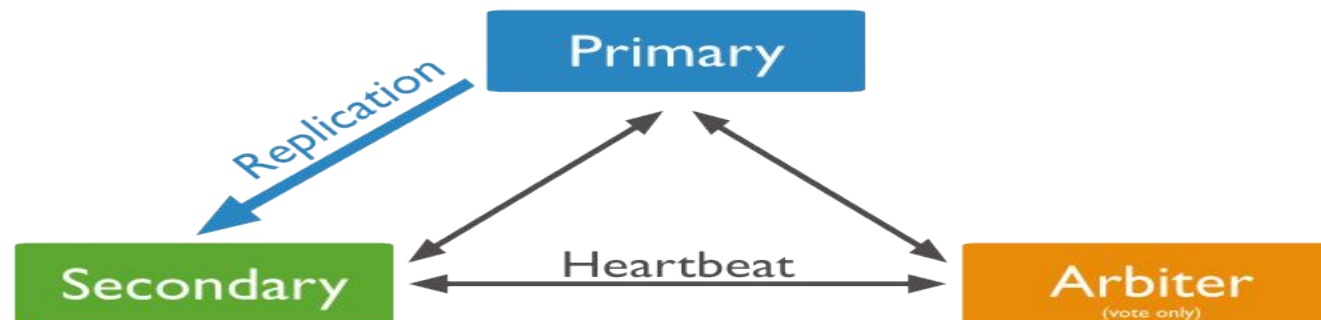 Primary
Replication
Heartbeat
Secondary
Arbiter
(vote only)